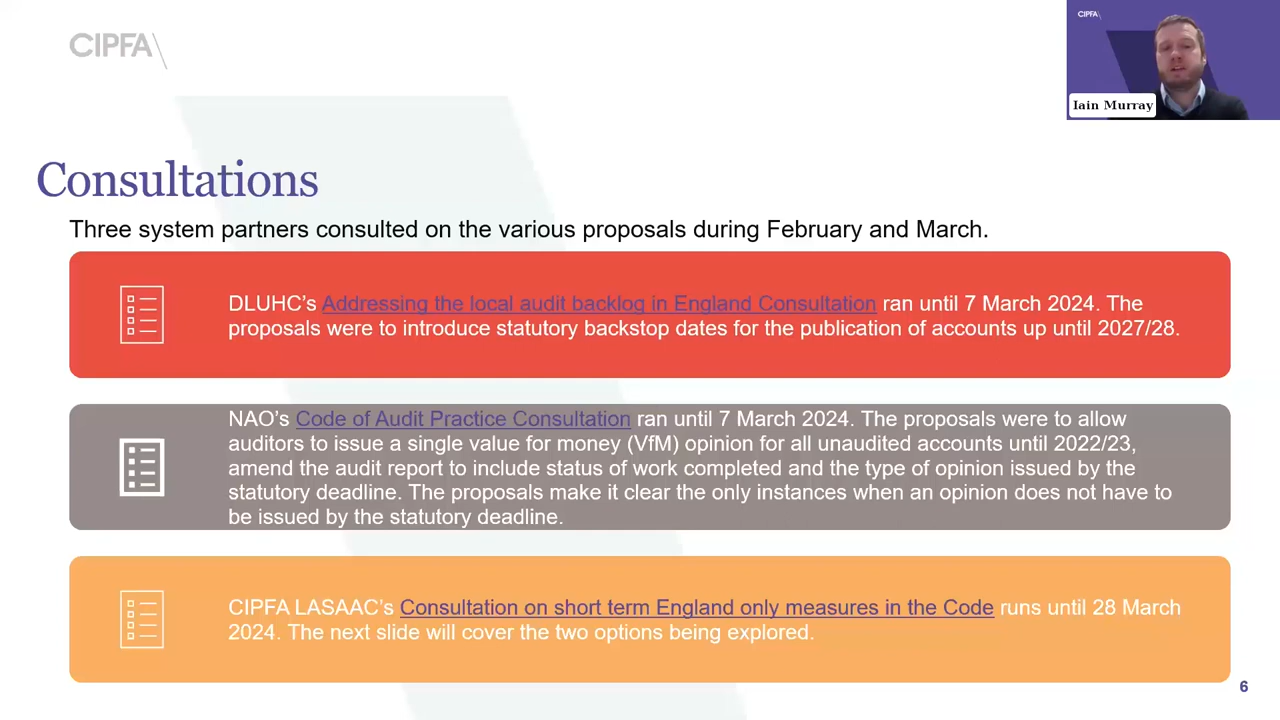 CIPFA
CIPFA
Iain Murray
Consultations
Three system partners consulted on the various proposals during February and March.
DLUHC’s Addressing the local audit backlog in England Consultation ran until 7 March 2024. The
proposals were to introduce statutory backstop dates for the publication of accounts up until 2027/28.
NAO’s Code of Audit Practice Consultation ran until 7 March 2024. The proposals were to allow
auditors to issue a single value for money (VfM) opinion for all unaudited accounts until 2022/23,
amend the audit report to include status of work completed and the type of opinion issued by the
statutory deadline. The proposals make it clear the only instances when an opinion does not have to
be issued by the statutory deadline.
CIPFA LASAAC’s Consultation on short term England only measures in the Code runs until 28 March
2024. The next slide will cover the two options being explored.
6